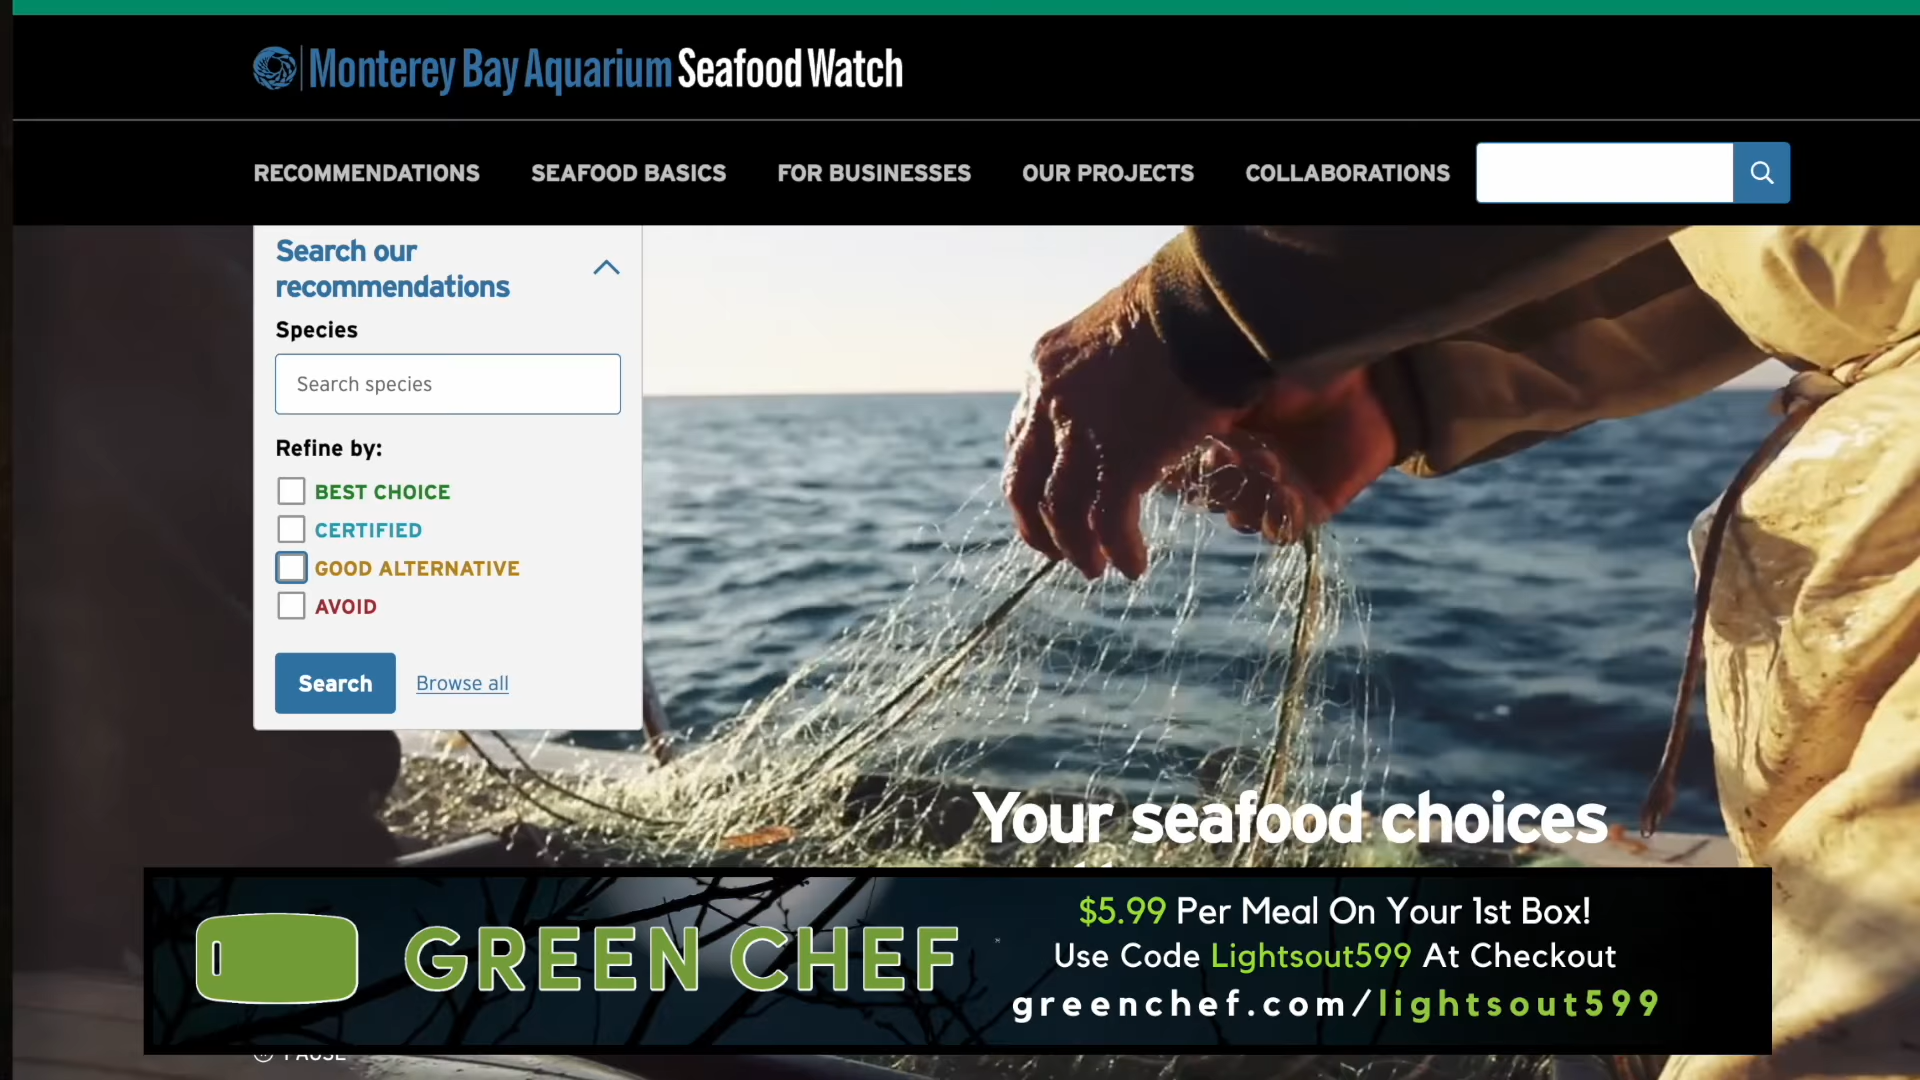 Monterey Bay Aquarium Seafood Watch
RECOMMENDATIONS SEAFOOD BASICS FOR BUSINESSES OUR PROJECTS COLLABORATIONS
Search our
recommendations
Species
Search species
Refine by:
BEST CHOICE
CERTIFIED
GOOD ALTERNATIVE
AVOID
Search Browse all
Your seafood choices
GREEN CHEF
$5.99 Per Meal On Your 1st Box!
Use Code Lightsout599 At Checkout
greenchef.com/lightsout599
PAUSE